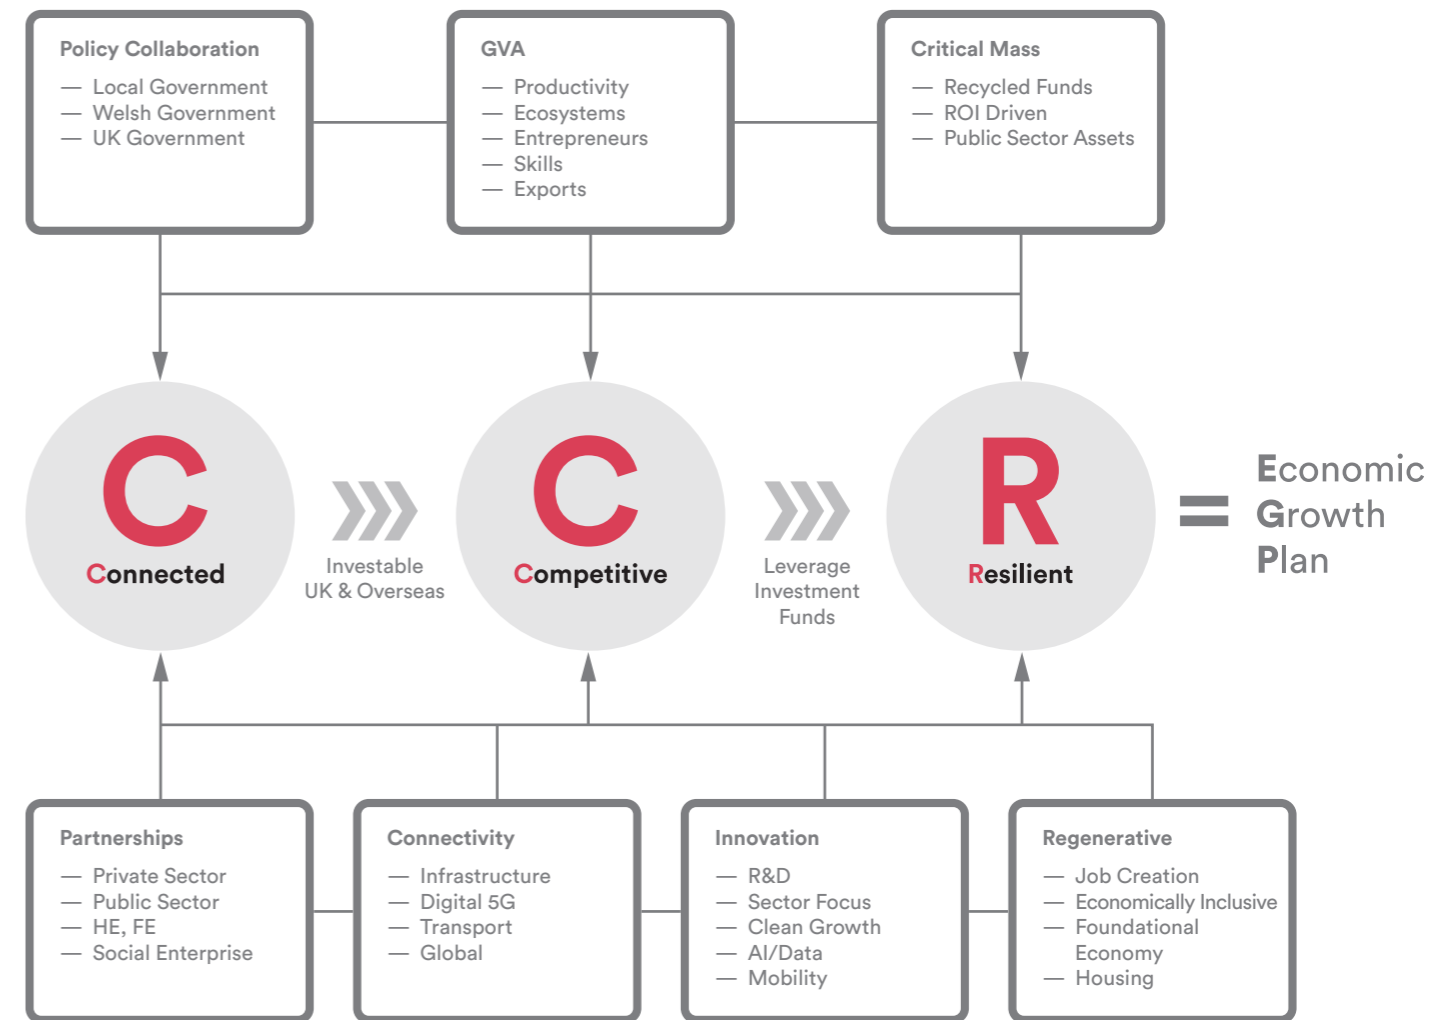 Policy Collaboration
— Local Government
— Welsh Government
— UK Government
GVA
— Productivity
— Ecosystems
— Entrepreneurs
— Skills
— Exports
Critical Mass
— Recycled Funds
— ROI Driven
— Public Sector Assets
C
Connected
Investable
UK & Overseas
C
Competitive
Leverage
Investment
Funds
R
Resilient
=
Economic
Growth
Plan
Partnerships
— Private Sector
— Public Sector
— HE, FE
— Social Enterprise
Connectivity
— Infrastructure
— Digital 5G
— Transport
— Global
Innovation
— R&D
— Sector Focus
— Clean Growth
— AI/Data
— Mobility
Regenerative
— Job Creation
— Economically Inclusive
— Foundational
Economy
— Housing